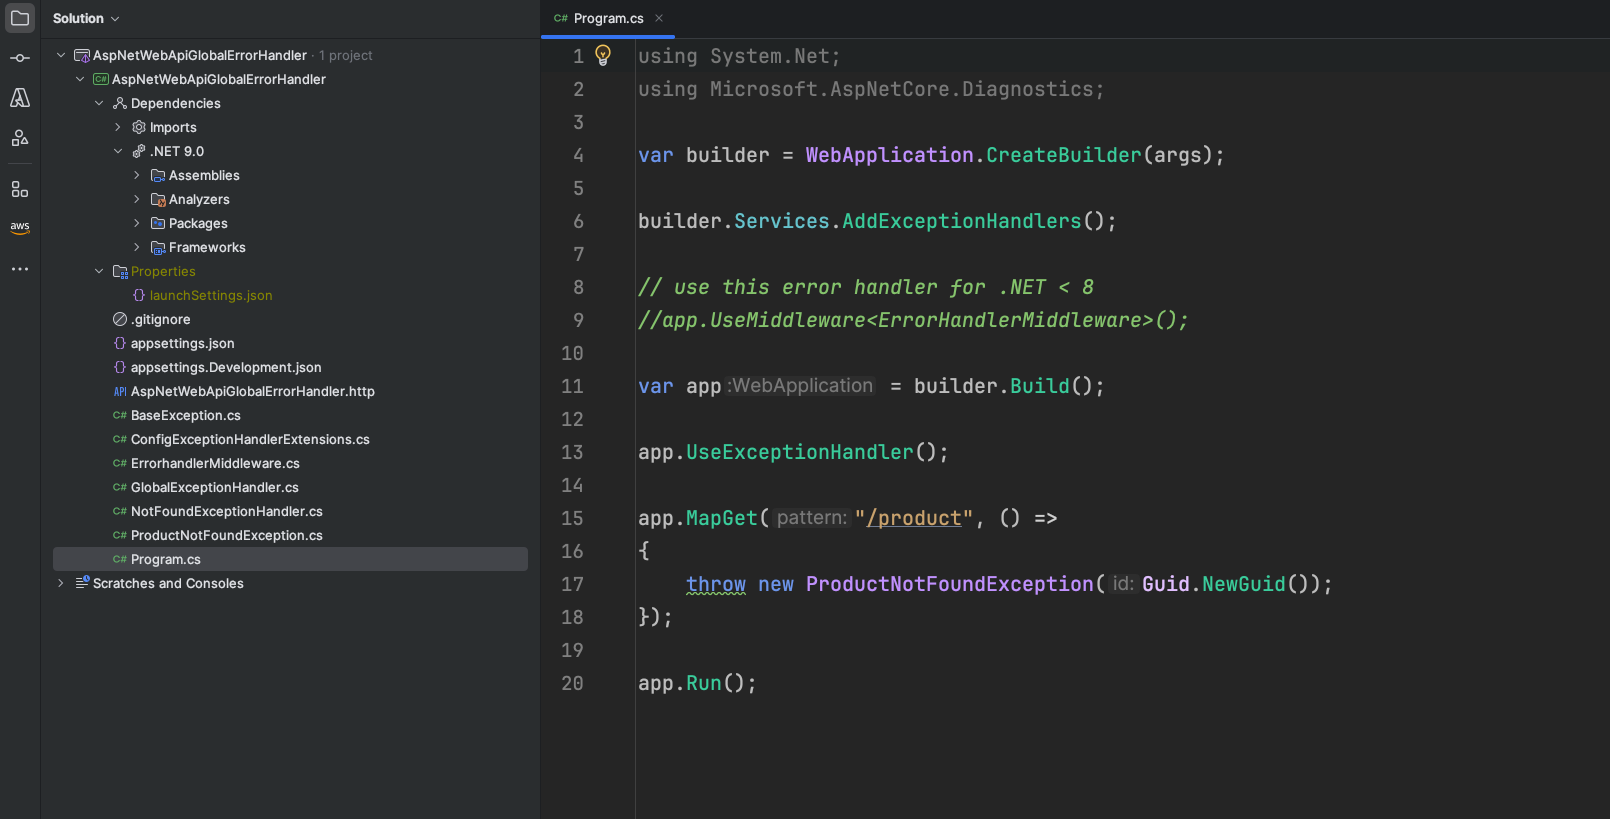 Solution
AspNetWebApiGlobalErrorHandler · 1 project
C# AspNetWebApiGlobalErrorHandler
Dependencies
Imports
.NET 9.0
Assemblies
Analyzers
Packages
Frameworks
Properties
{} launchSettings.json
.gitignore
{} appsettings.json
{} appsettings.Development.json
API AspNetWebApiGlobalErrorHandler.http
C# BaseException.cs
C# ConfigExceptionHandlerExtensions.cs
C# ErrorhandlerMiddleware.cs
C# GlobalExceptionHandler.cs
C# NotFoundExceptionHandler.cs
C# ProductNotFoundException.cs
C# Program.cs
Scratches and Consoles
aws
C# Program.cs
1 using System.Net;
2 using Microsoft.AspNetCore.Diagnostics;
3
4 var builder = WebApplication.CreateBuilder(args);
5
6 builder.Services.AddExceptionHandlers();
7
8 // use this error handler for .NET < 8
9 //app.UseMiddleware<ErrorHandlerMiddleware>();
10
11 var app :WebApplication = builder.Build();
12
13 app.UseExceptionHandler();
14
15 app.MapGet( pattern: "/product", () =>
16 {
17     throw new ProductNotFoundException( id: Guid.NewGuid());
18 });
19
20 app.Run();